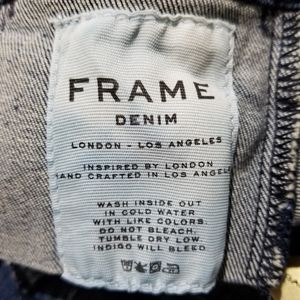 FRAME
DENIM
LONDON - LOS ANGELES
INSPIRED BY LONDON
HAND CRAFTED IN LOS ANGELES
WASH INSIDE OUT
IN COLD WATER
WITH LIKE COLORS.
DO NOT BLEACH.
TUMBLE DRY LOW.
INDIGO WILL BLEED